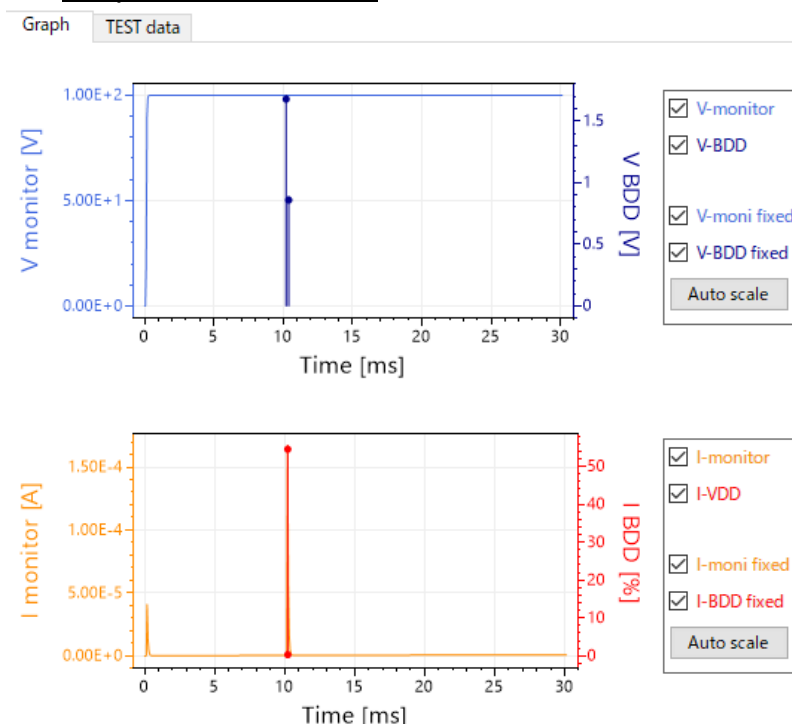 Graph
TEST data
1.00E+2
5.00E+1
0.00E+0
V monitor [V]
1.5
1
0.5
0
V BDD [V]
0 5 10 15 20 25 30
Time [ms]
V-monitor
V-BDD
V-moni fixed
V-BDD fixed
Auto scale
1.50E-4
1.00E-4
5.00E-5
0.00E+0
I monitor [A]
50
40
30
20
10
0
I BDD [%]
0 5 10 15 20 25 30
Time [ms]
I-monitor
I-VDD
I-moni fixed
I-BDD fixed
Auto scale